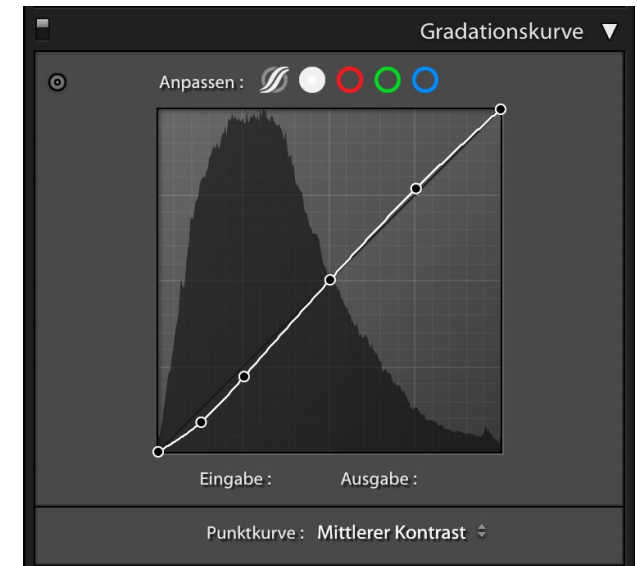 Gradationskurve
Anpassen :
Eingabe : Ausgabe :
Punktkurve : Mittlerer Kontrast